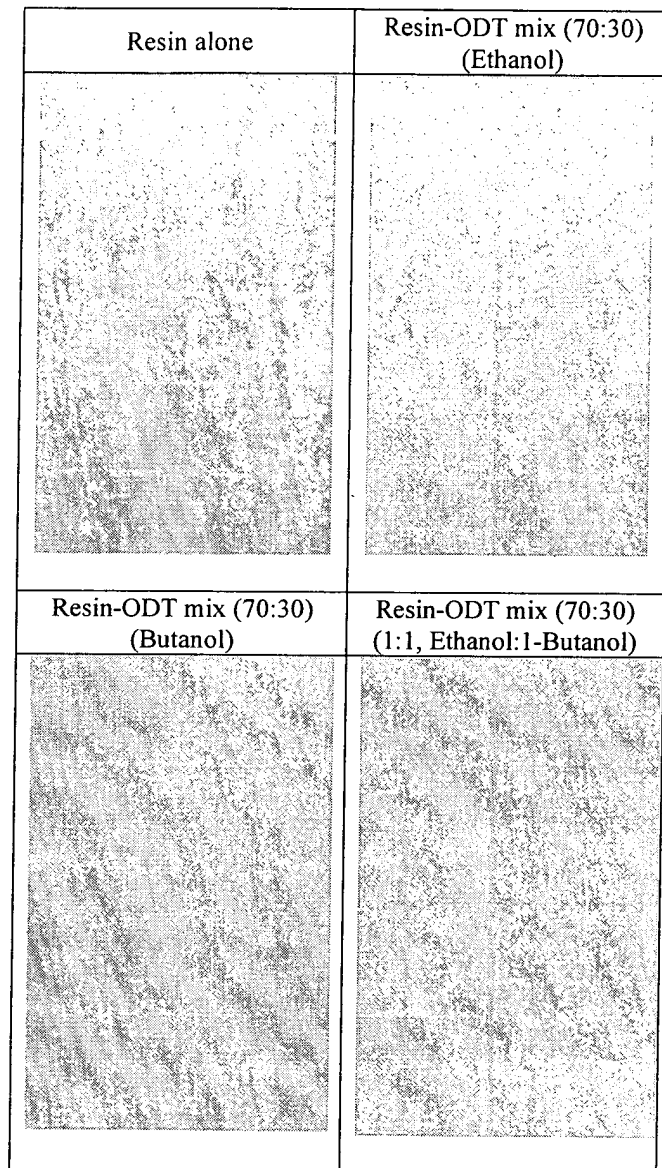 Resin alone
Resin-ODT mix (70:30)
(Ethanol)
Resin-ODT mix (70:30)
(Butanol)
Resin-ODT mix (70:30)
(1:1, Ethanol:1-Butanol)